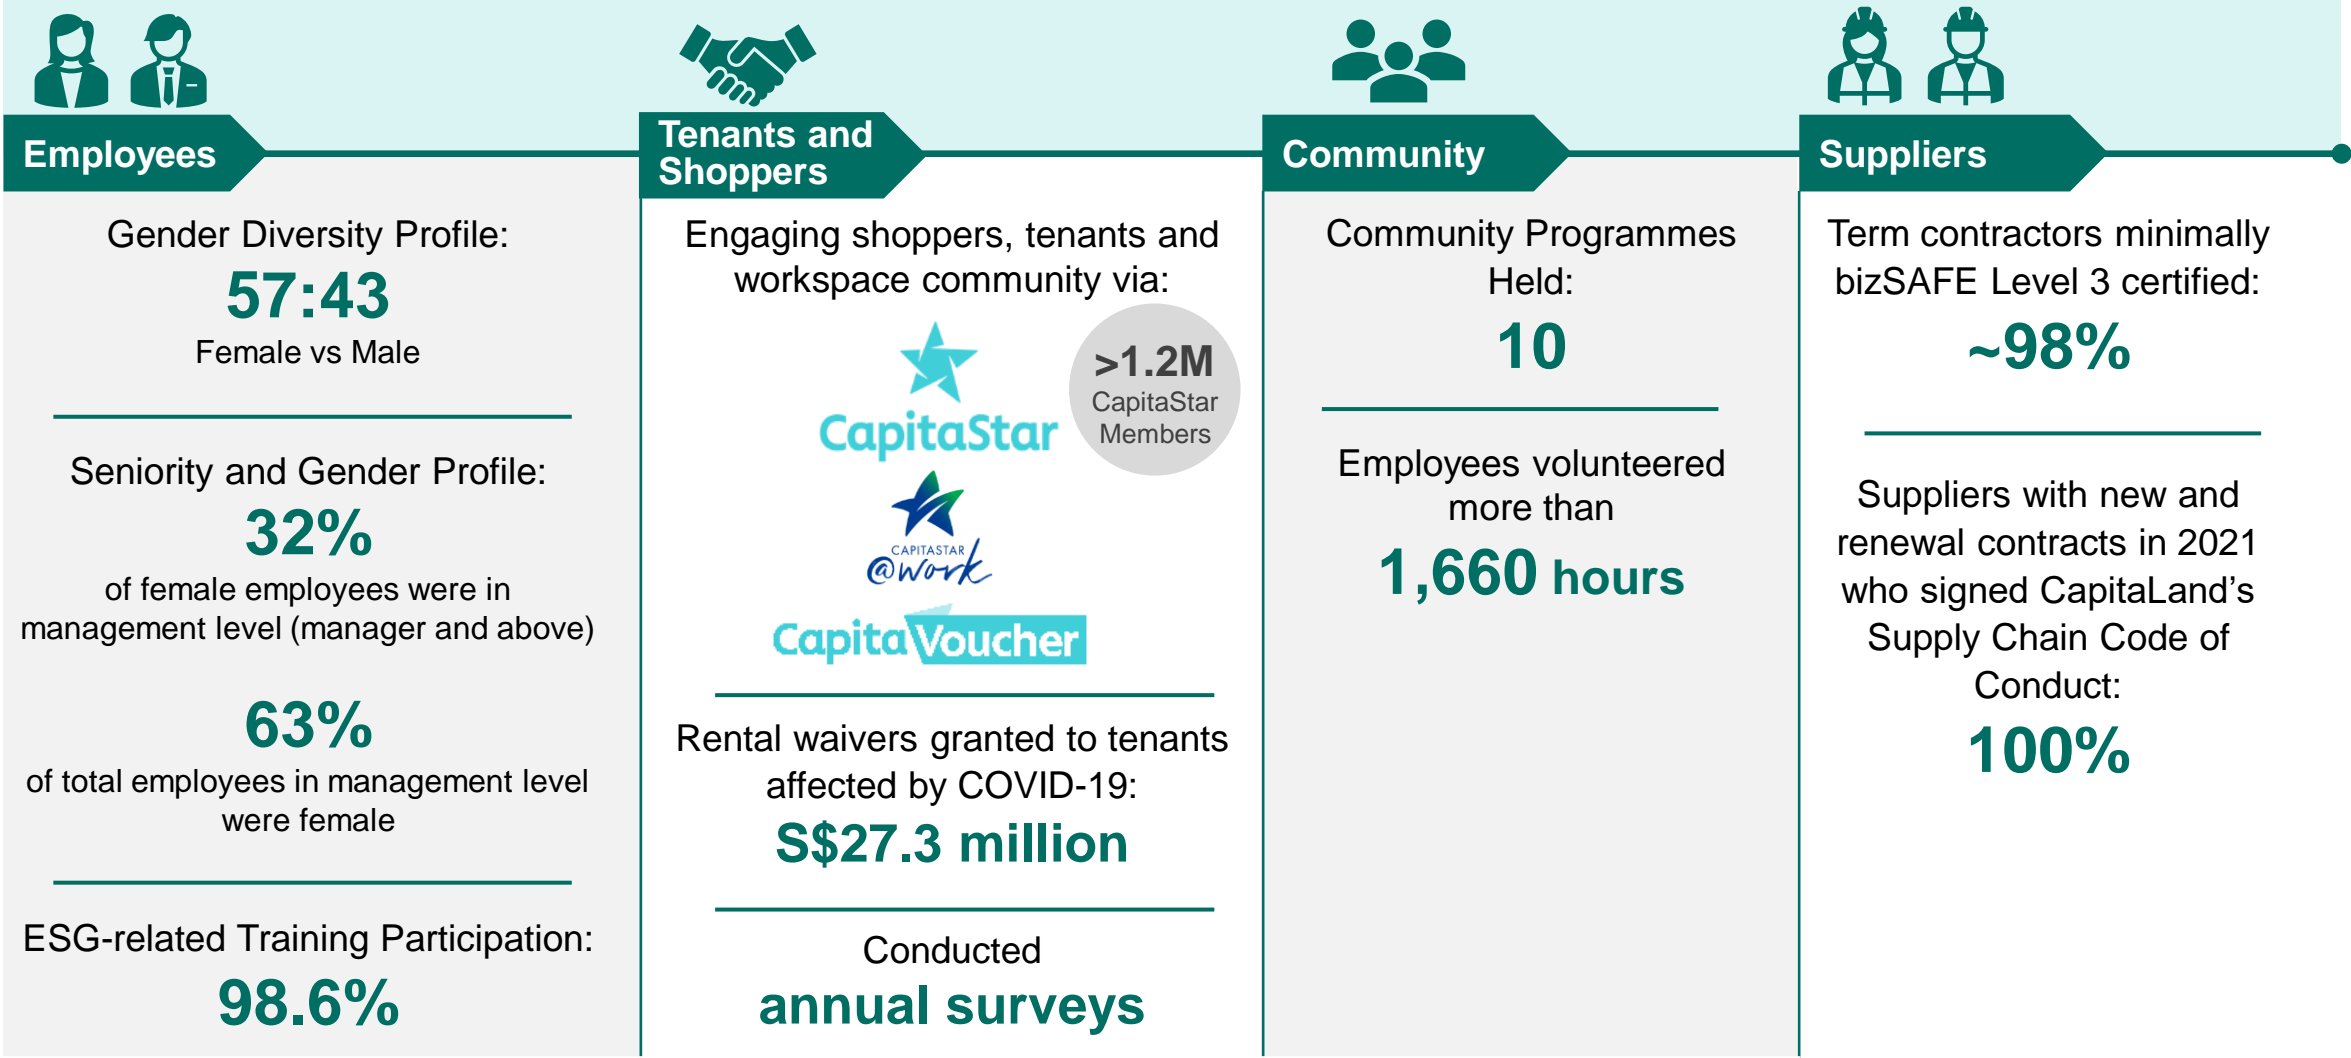 Employees
Gender Diversity Profile:
57:43
Female vs Male
Seniority and Gender Profile:
32%
of female employees were in
management level (manager and above)
63%
of total employees in management level
were female
ESG-related Training Participation:
98.6%
Tenants and
Shoppers
Engaging shoppers, tenants and
workspace community via:
CapitaStar
>1.2M
CapitaStar
Members
CAPITASTAR
@work
CapitaVoucher
Rental waivers granted to tenants
affected by COVID-19:
S$27.3 million
Conducted
annual surveys
Community
Community Programmes
Held:
10
Employees volunteered
more than
1,660 hours
Suppliers
Term contractors minimally
bizSAFE Level 3 certified:
~98%
Suppliers with new and
renewal contracts in 2021
who signed CapitaLand’s
Supply Chain Code of
Conduct:
100%